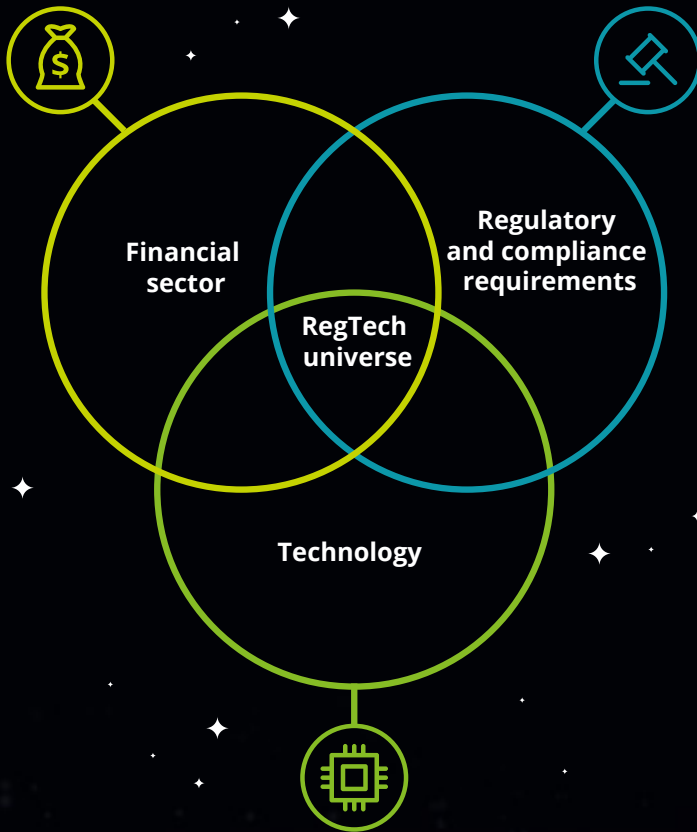 $
Financial
sector
Regulatory
and compliance
requirements
RegTech
universe
Technology